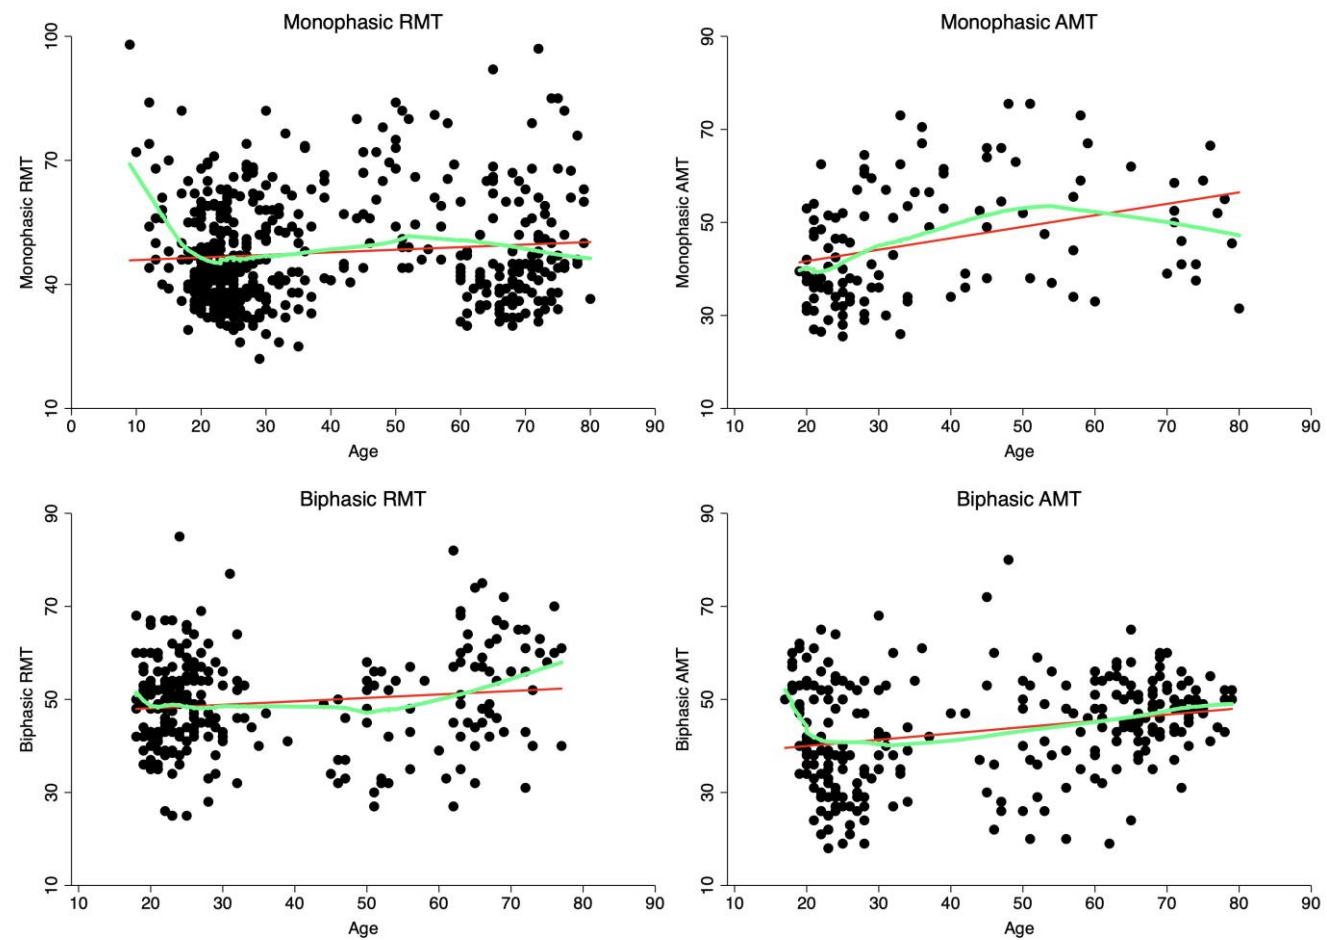 Monophasic RMT
Monophasic RMT
100
70
40
10
0 10 20 30 40 50 60 70 80 90
Age
Monophasic AMT
Monophasic AMT
90
70
50
30
10
10 20 30 40 50 60 70 80 90
Age
Biphasic RMT
Biphasic RMT
90
70
50
30
10
10 20 30 40 50 60 70 80 90
Age
Biphasic AMT
Biphasic AMT
90
70
50
30
10
10 20 30 40 50 60 70 80 90
Age